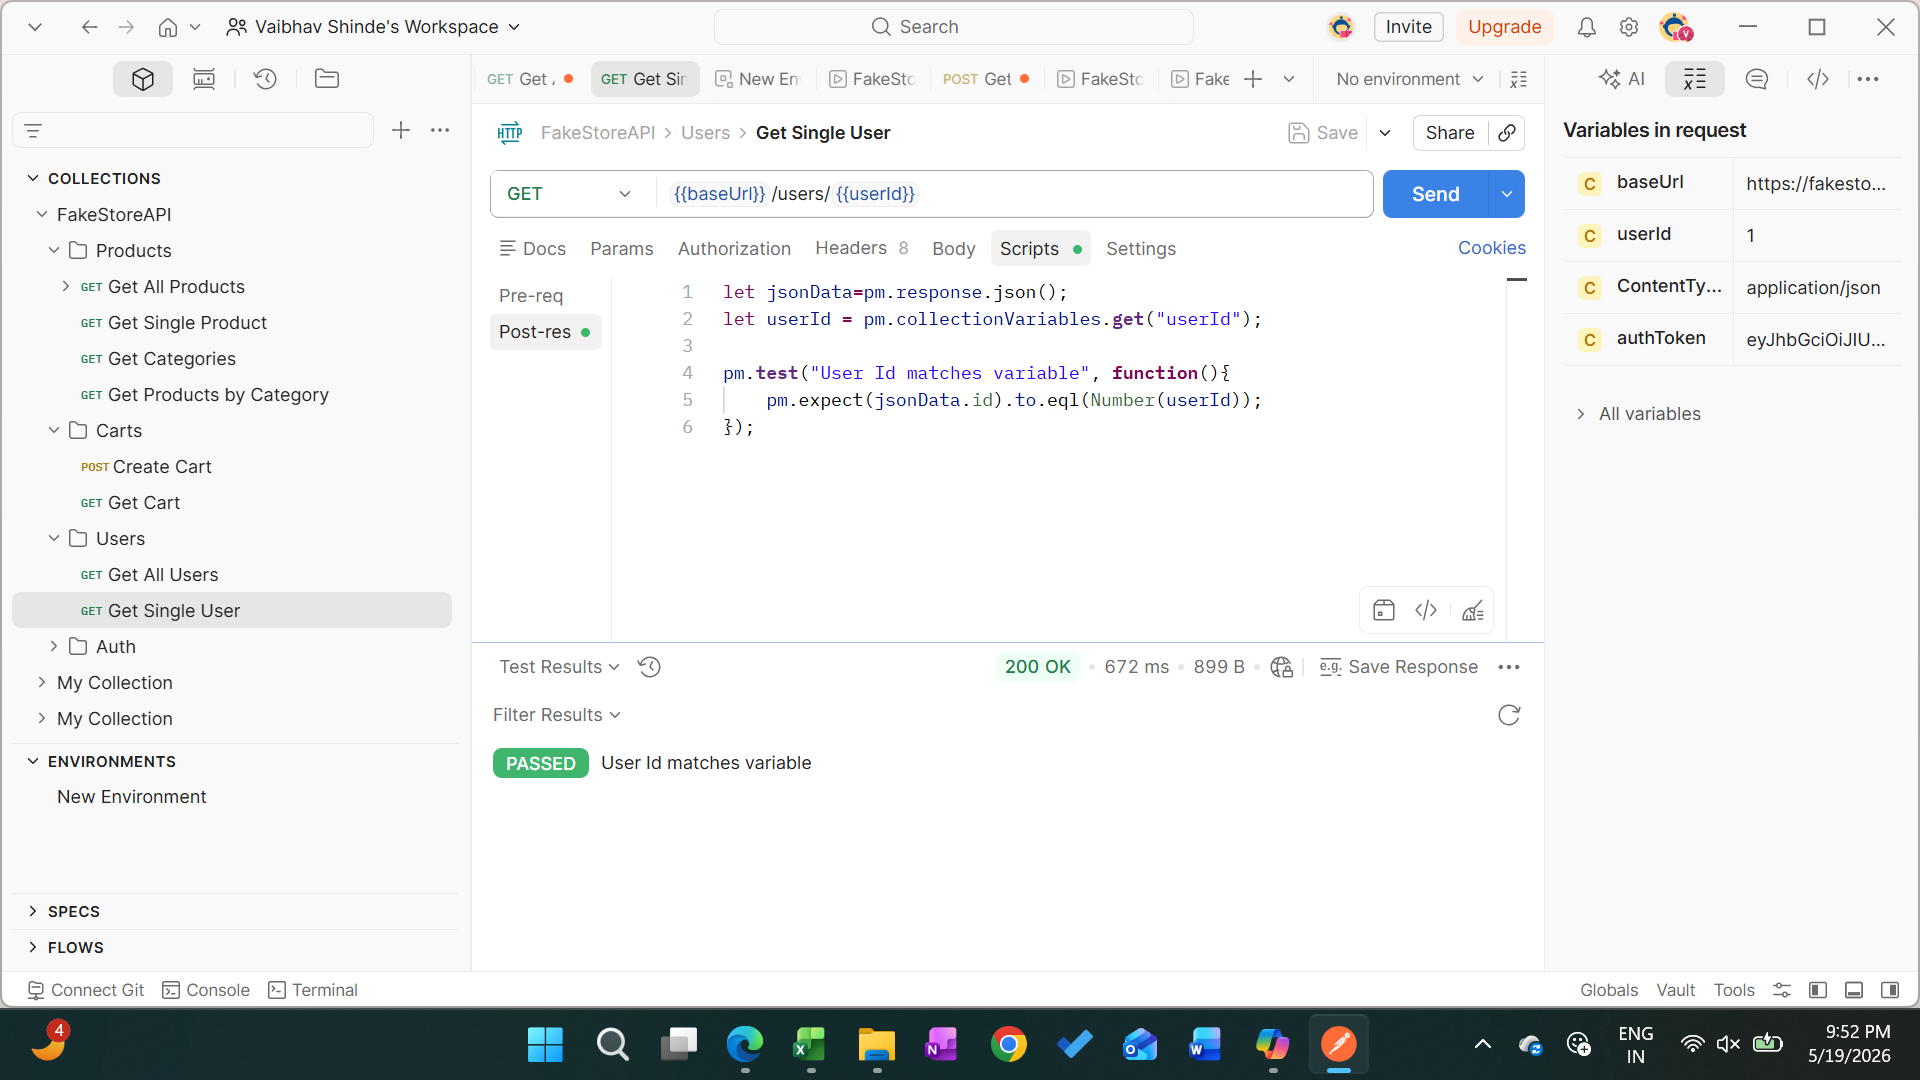 Vaibhav Shinde's Workspace
Search
Invite
Upgrade
V
GET Get A
GET Get Sin
New En
FakeSto
POST Get
FakeSto
Fake
No environment
AI
HTTP FakeStoreAPI > Users > Get Single User
Save
Share
Variables in request
COLLECTIONS
FakeStoreAPI
Products
GET Get All Products
GET Get Single Product
GET Get Categories
GET Get Products by Category
Carts
POST Create Cart
GET Get Cart
Users
GET Get All Users
GET Get Single User
Auth
My Collection
My Collection
ENVIRONMENTS
New Environment
SPECS
FLOWS
GET {{baseUrl}} /users/ {{userId}}
Send
Docs Params Authorization Headers 8 Body Scripts Settings
Cookies
Pre-req
Post-res
1 let jsonData=pm.response.json();
2 let userId = pm.collectionVariables.get("userId");
3
4 pm.test("User Id matches variable", function(){
5 pm.expect(jsonData.id).to.eql(Number(userId));
6 });
Test Results
200 OK • 672 ms • 899 B
e.g. Save Response
Filter Results
PASSED User Id matches variable
C baseUrl https://fakesto...
C userId 1
C ContentTy... application/json
C authToken eyJhbGciOiJIU...
All variables
Connect Git Console Terminal
Globals Vault Tools
4
ENG
IN
9:52 PM
5/19/2026